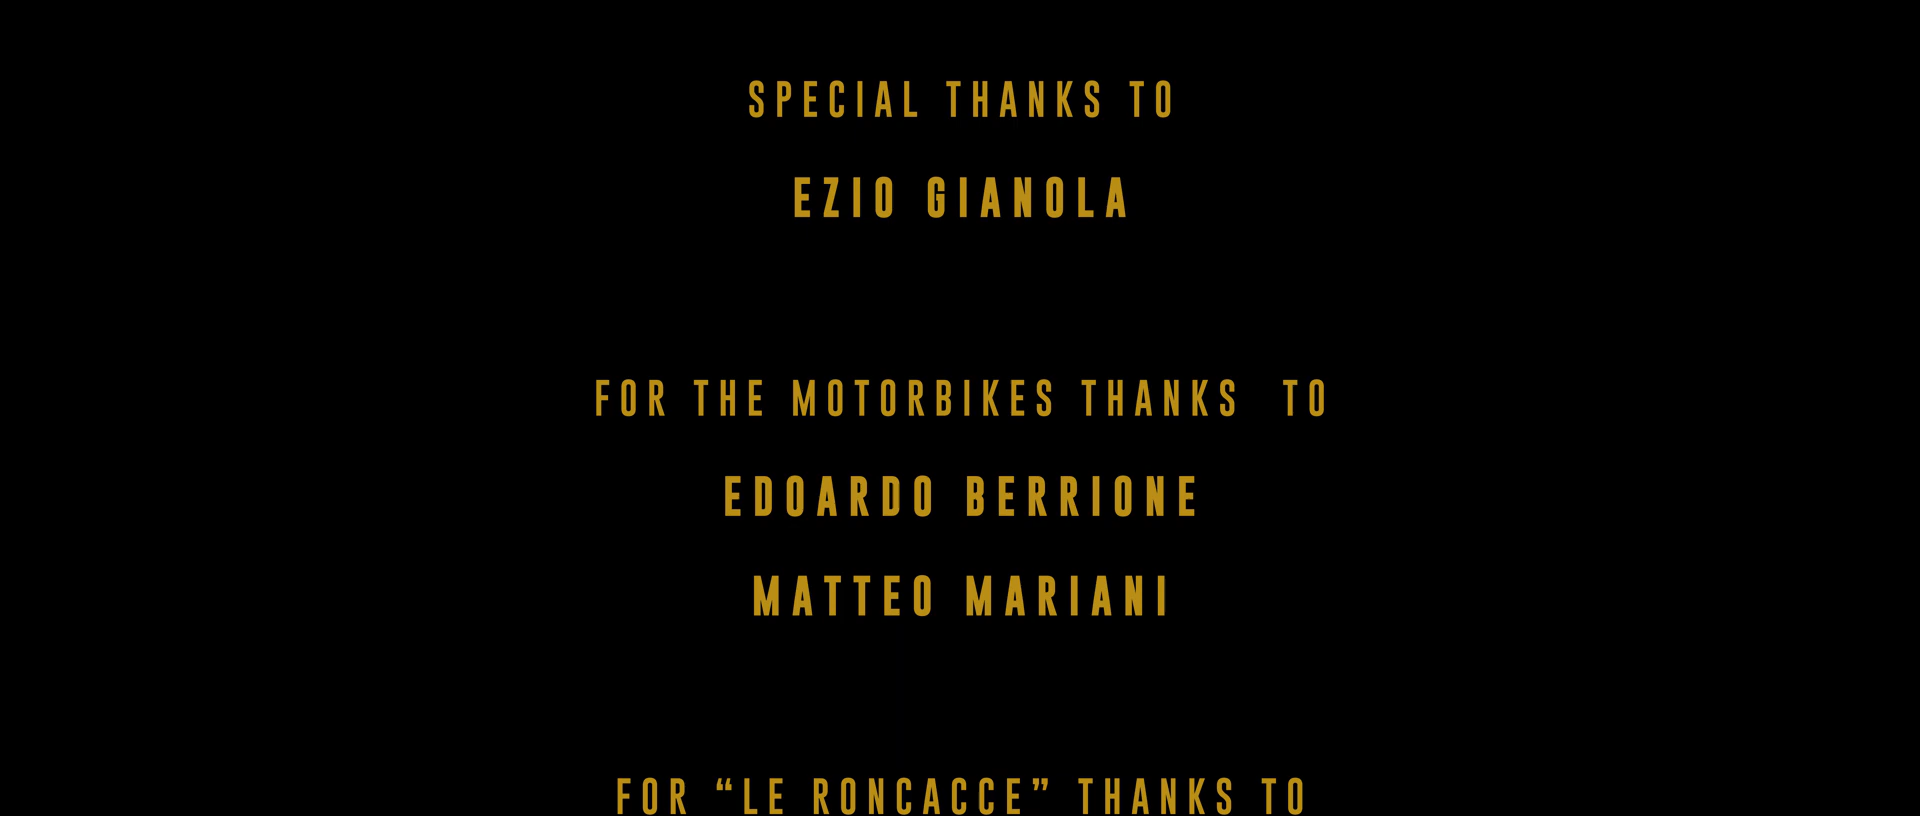 SPECIAL THANKS TO
EZIO GIANOLA
FOR THE MOTORBIKES THANKS  TO
EDOARDO BERRIONE
MATTEO MARIANI
FOR “LE RONCACCE” THANKS TO